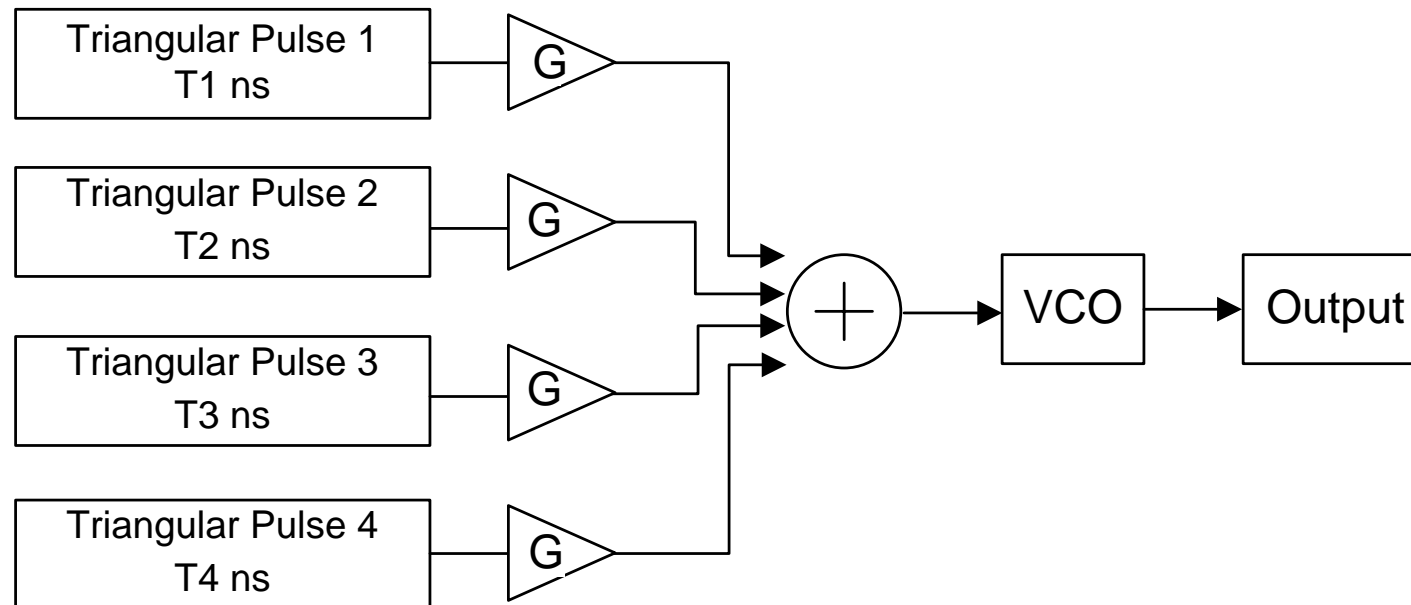 Triangular Pulse 1
T1 ns
G
Triangular Pulse 2
T2 ns
G
Triangular Pulse 3
T3 ns
G
Triangular Pulse 4
T4 ns
G
VCO
Output